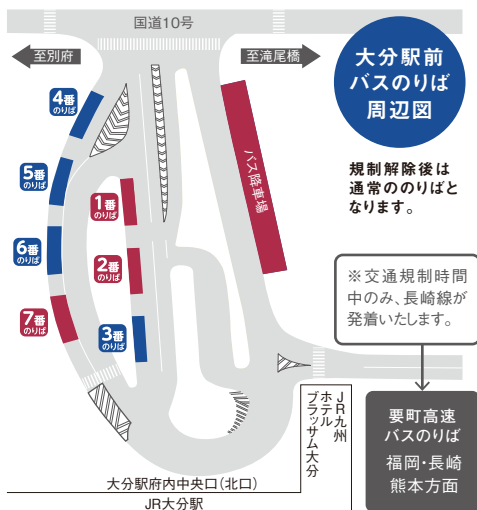 国道10号
至別府
至滝尾橋
大分駅前
バスのりば
周辺図
規制解除後は
通常ののりばと
なります。
4番
のりば
5番
のりば
6番
のりば
7番
のりば
1番
のりば
2番
のりば
3番
のりば
バス降車場
※交通規制時間
中のみ、長崎線が
発着いたします。
要町高速
バスのりば
福岡・長崎
熊本方面
JR九州
ホテル
ブラッサム大分
大分駅府内中央口(北口)
JR大分駅